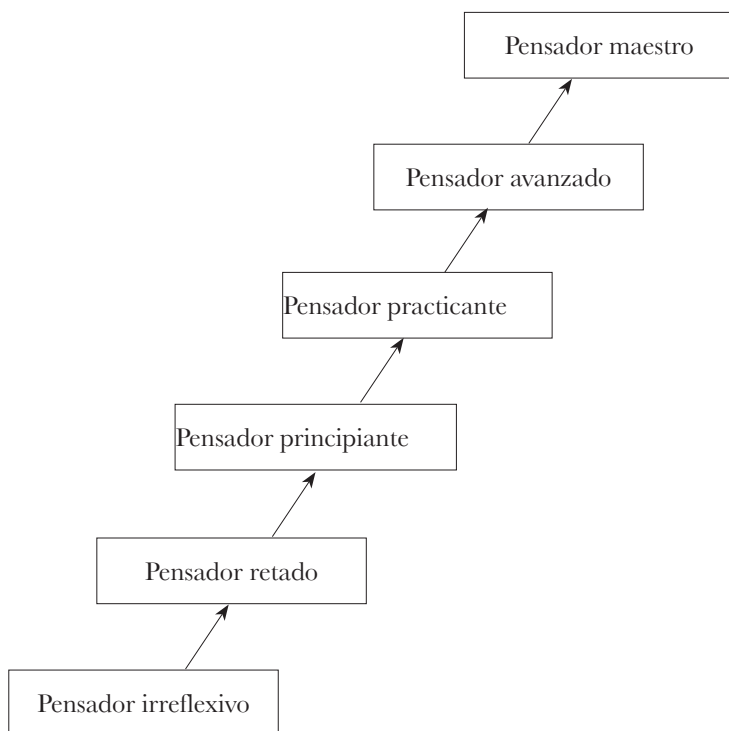 Pensador maestro
Pensador avanzado
Pensador practicante
Pensador principiante
Pensador retado
Pensador irreflexivo